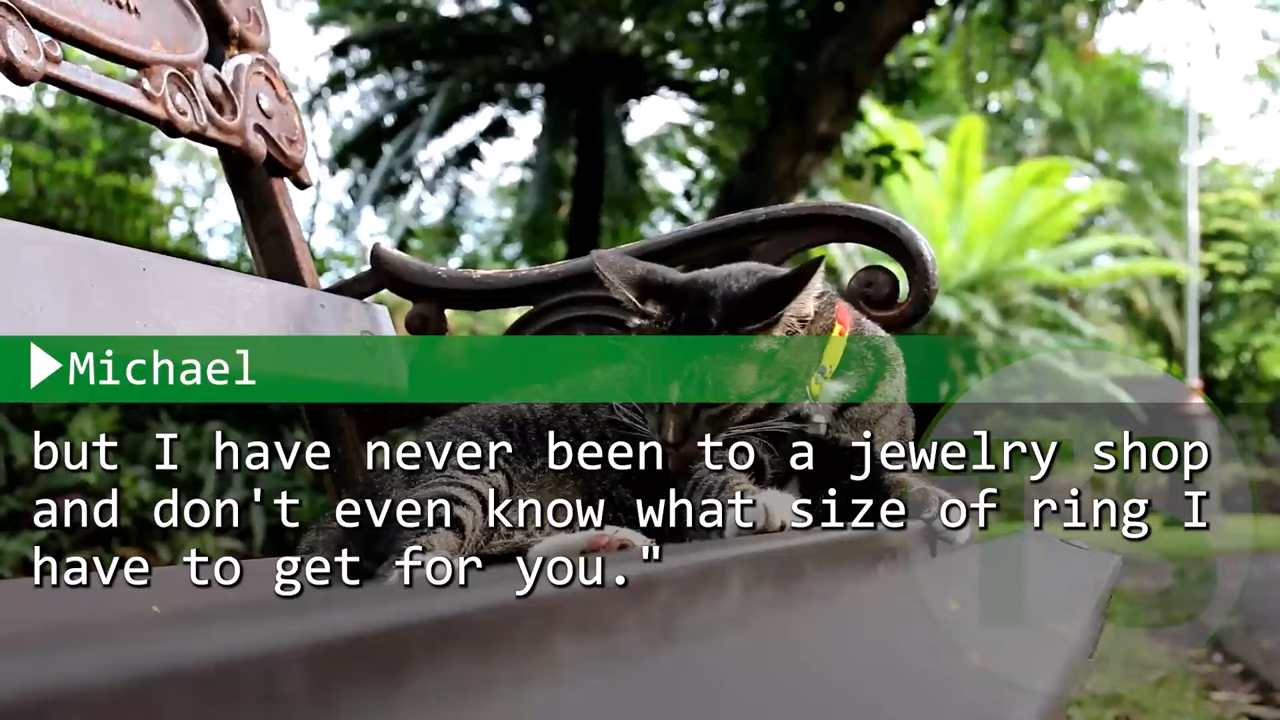 Michael
but I have never been to a jewelry shop
and don't even know what size of ring I
have to get for you."